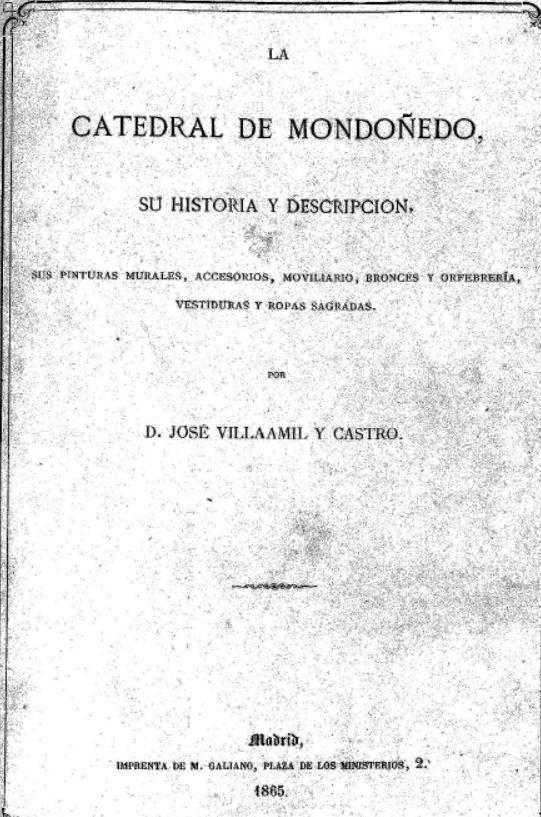 LA
CATEDRAL DE MONDOÑEDO,
SU HISTORIA Y DESCRIPCION,
SUS PINTURAS MURALES, ACCESORIOS, MOVILIARIO, BRONCES Y ORFEBRERÍA,
VESTIDURAS Y ROPAS SAGRADAS.
POR
D. JOSÉ VILLAAMIL Y CASTRO.
Madrid,
IMPRENTA DE M. GALIANO, PLAZA DE LOS MINISTERIOS, 2.
1865